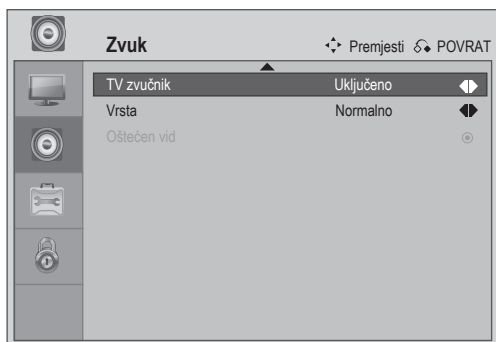 Zvuk Premjesti POVRAT
TV zvučnik Uključeno
Vrsta Normalno
Oštećen vid